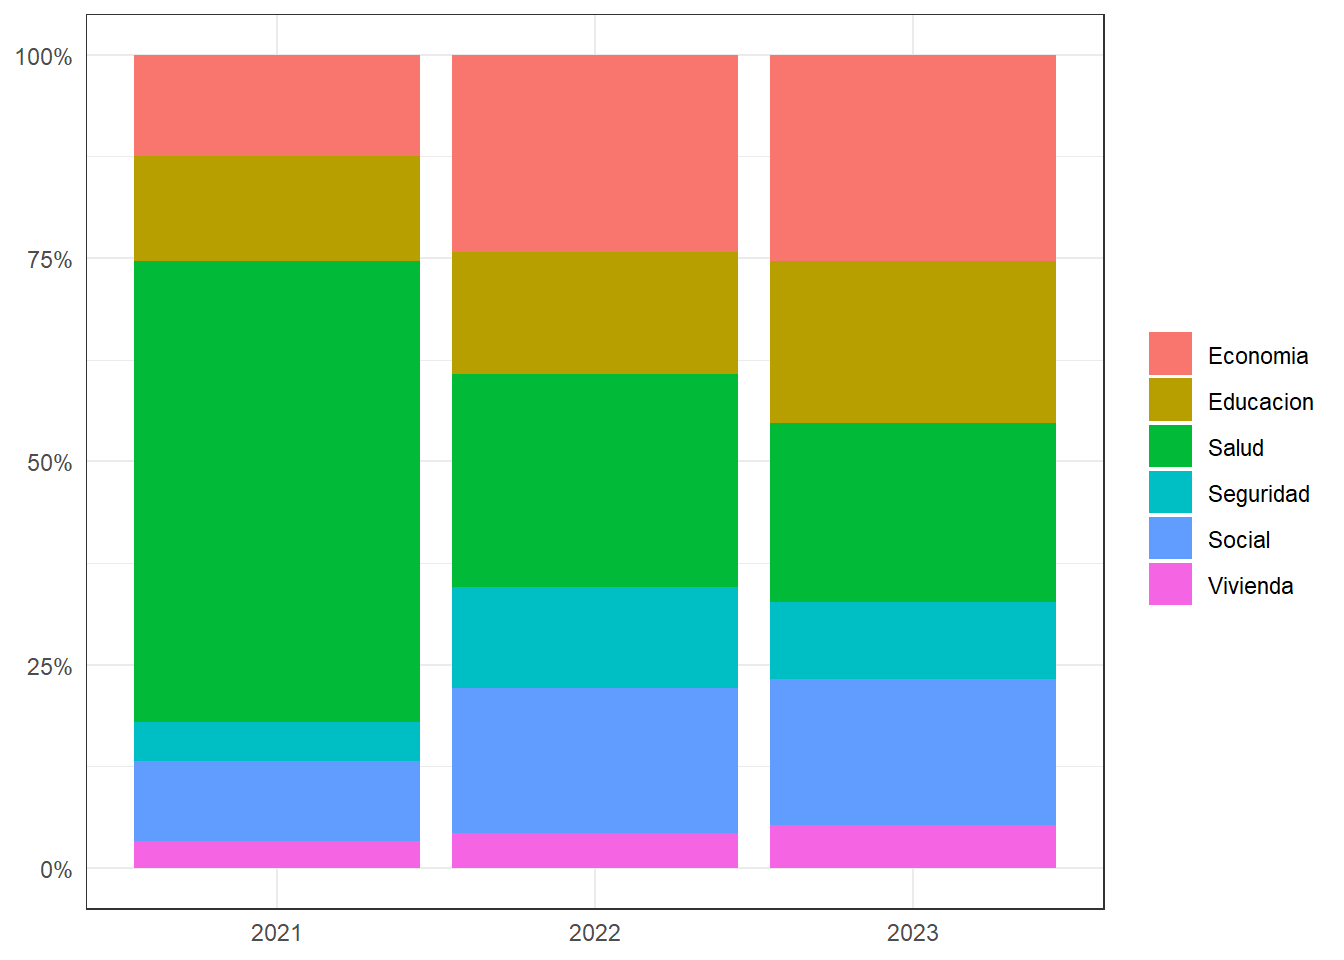 100%
75%
50%
25%
0%
2021
2022
2023
Economia
Educacion
Salud
Seguridad
Social
Vivienda